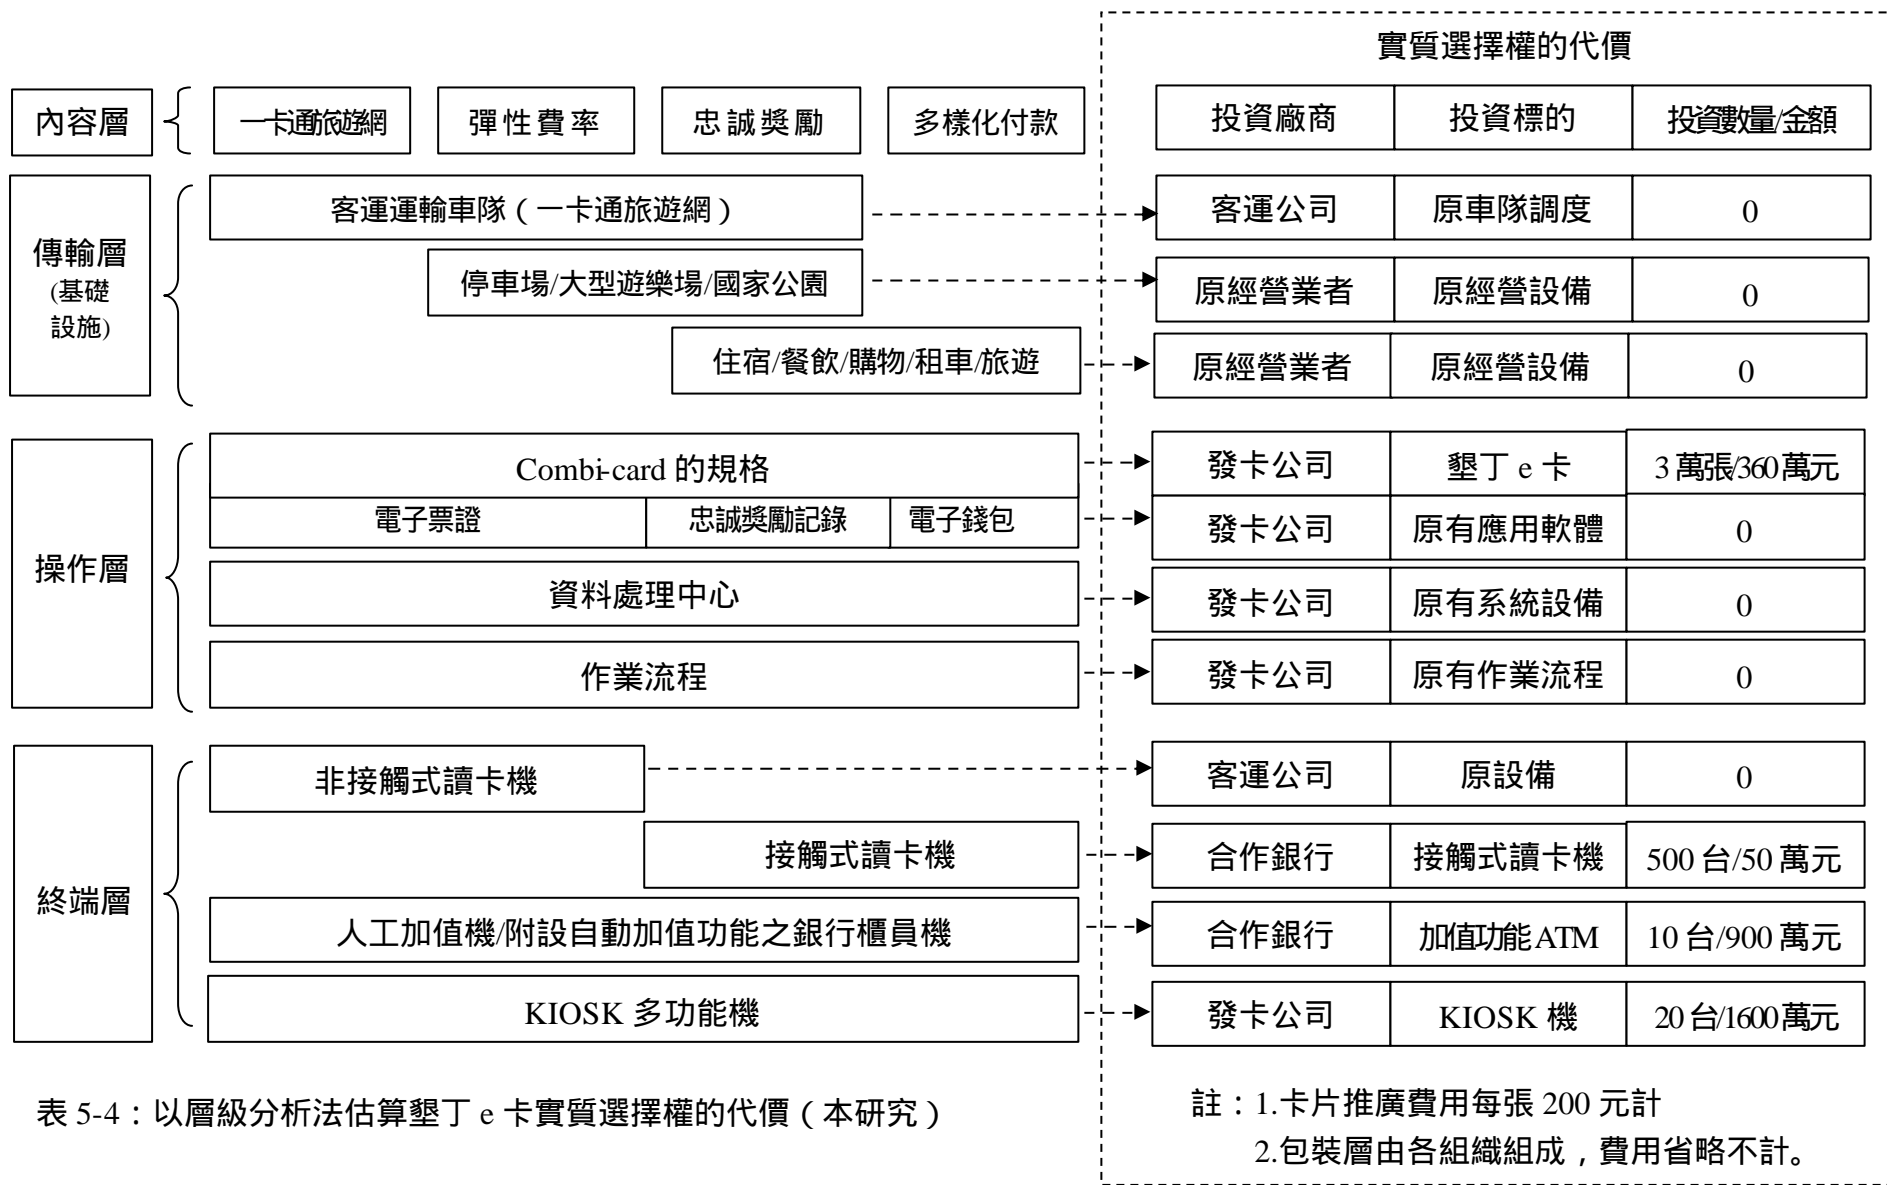 實質選擇權的代價
內容層 一卡通旅遊網 彈性費率 忠誠獎勵 多樣化付款 投資廠商 投資標的 投資數量/金額
傳輸層
(基礎
設施)
客運運輸車隊（一卡通旅遊網） 客運公司 原車隊調度 0
停車場/大型遊樂場/國家公園 原經營業者 原經營設備 0
住宿/餐飲/購物/租車/旅遊 原經營業者 原經營設備 0
操作層
Combi-card 的規格 發卡公司 墾丁 e 卡 3 萬張/360 萬元
電子票證 忠誠獎勵記錄 電子錢包 發卡公司 原有應用軟體 0
資料處理中心 發卡公司 原有系統設備 0
作業流程 發卡公司 原有作業流程 0
終端層
非接觸式讀卡機 客運公司 原設備 0
接觸式讀卡機 合作銀行 接觸式讀卡機 500 台/50 萬元
人工加值機/附設自動加值功能之銀行櫃員機 合作銀行 加值功能 ATM 10 台/900 萬元
KIOSK 多功能機 發卡公司 KIOSK 機 20 台/1600 萬元
表 5-4：以層級分析法估算墾丁 e 卡實質選擇權的代價（本研究）
註：1.卡片推廣費用每張 200 元計
2.包裝層由各組織組成，費用省略不計。